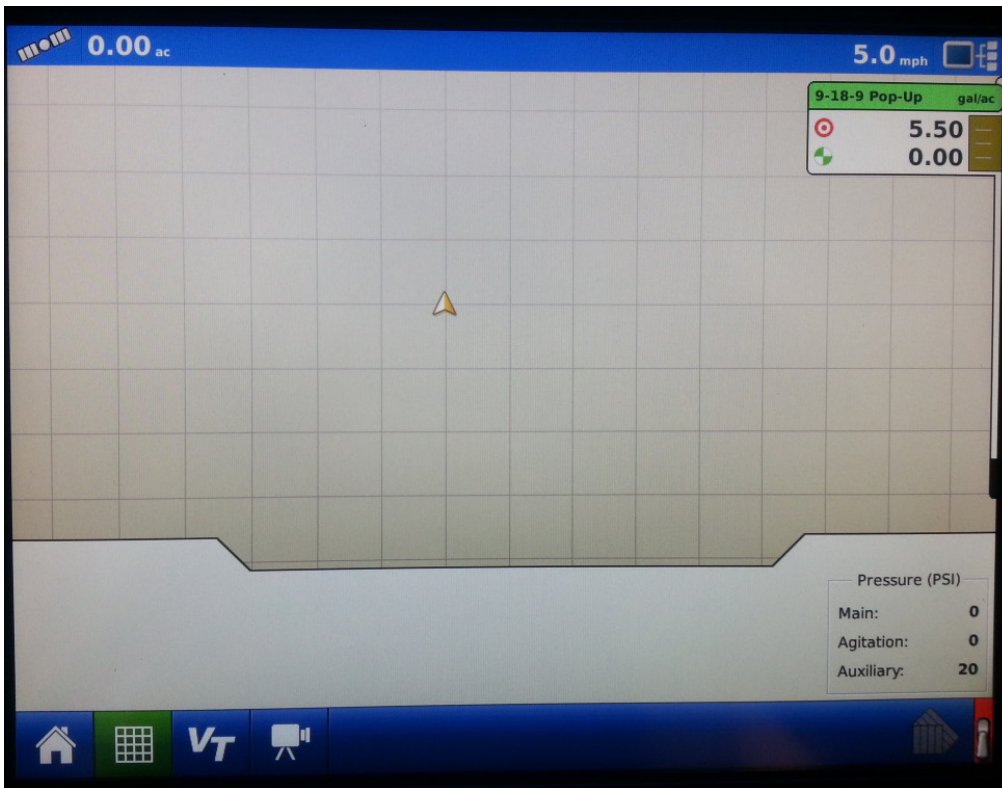 0.00 ac
5.0 mph
9-18-9 Pop-Up gal/ac
5.50
0.00
Pressure (PSI)
Main: 0
Agitation: 0
Auxiliary: 20
VT